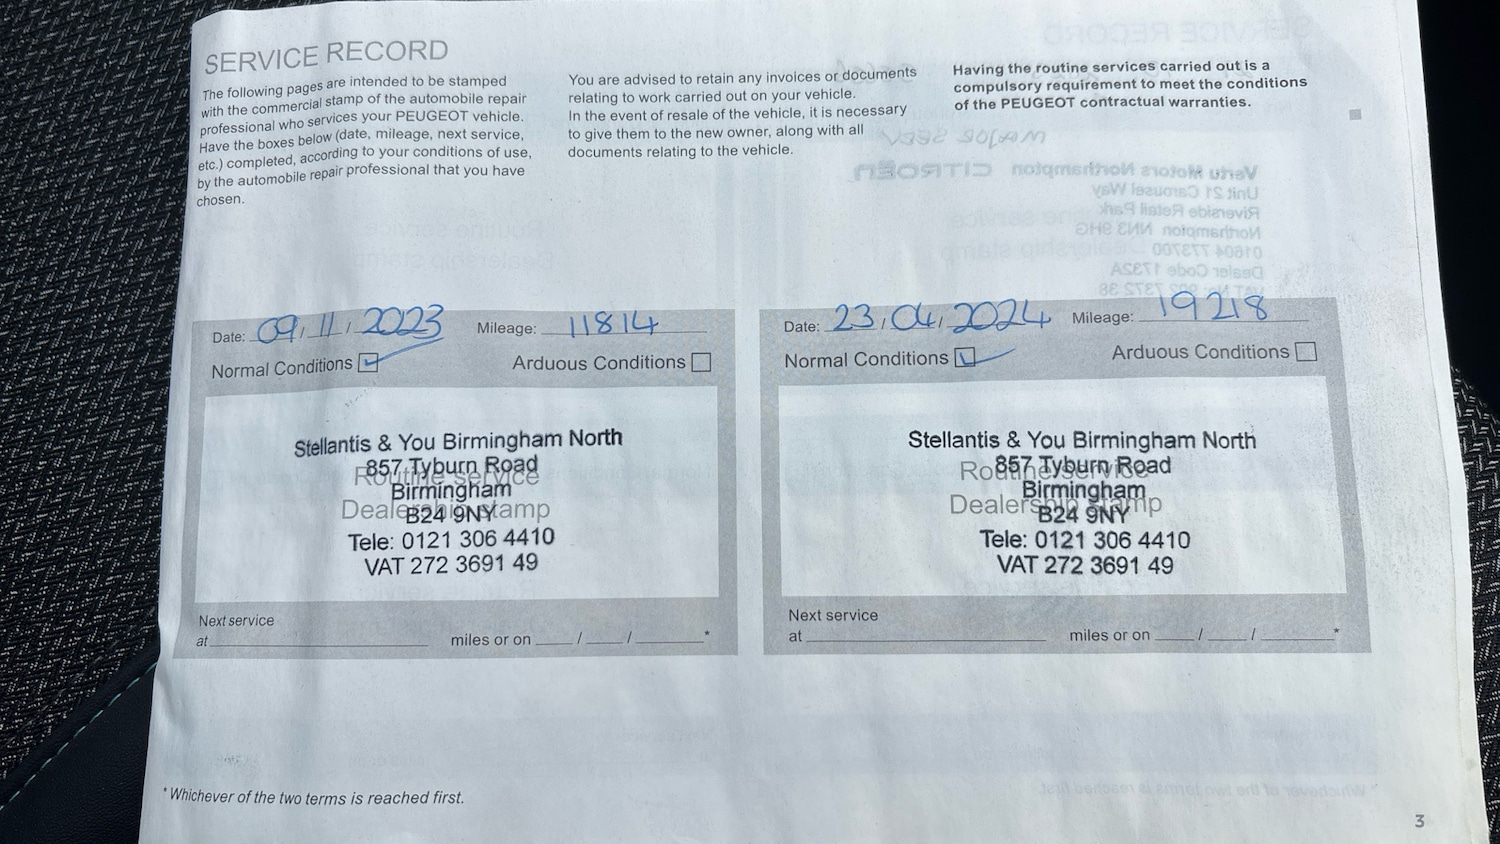 SERVICE RECORD
The following pages are intended to be stamped
with the commercial stamp of the automobile repair
professional who services your PEUGEOT vehicle.
Have the boxes below (date, mileage, next service,
etc.) completed, according to your conditions of use,
by the automobile repair professional that you have
chosen.
You are advised to retain any invoices or documents
relating to work carried out on your vehicle.
In the event of resale of the vehicle, it is necessary
to give them to the new owner, along with all
documents relating to the vehicle.
Having the routine services carried out is a
compulsory requirement to meet the conditions
of the PEUGEOT contractual warranties.
Date: 09/11/2023 Mileage: 11814
Normal Conditions Arduous Conditions
Stellantis & You Birmingham North
857 Tyburn Road
Routine service
Birmingham
Dealership stamp
B24 9NY
Tele: 0121 306 4410
VAT 272 3691 49
Next service
at miles or on / / *
Date: 23/04/2024 Mileage: 19218
Normal Conditions Arduous Conditions
Stellantis & You Birmingham North
857 Tyburn Road
Routine service
Birmingham
Dealership stamp
B24 9NY
Tele: 0121 306 4410
VAT 272 3691 49
Next service
at miles or on / / *
* Whichever of the two terms is reached first.
3